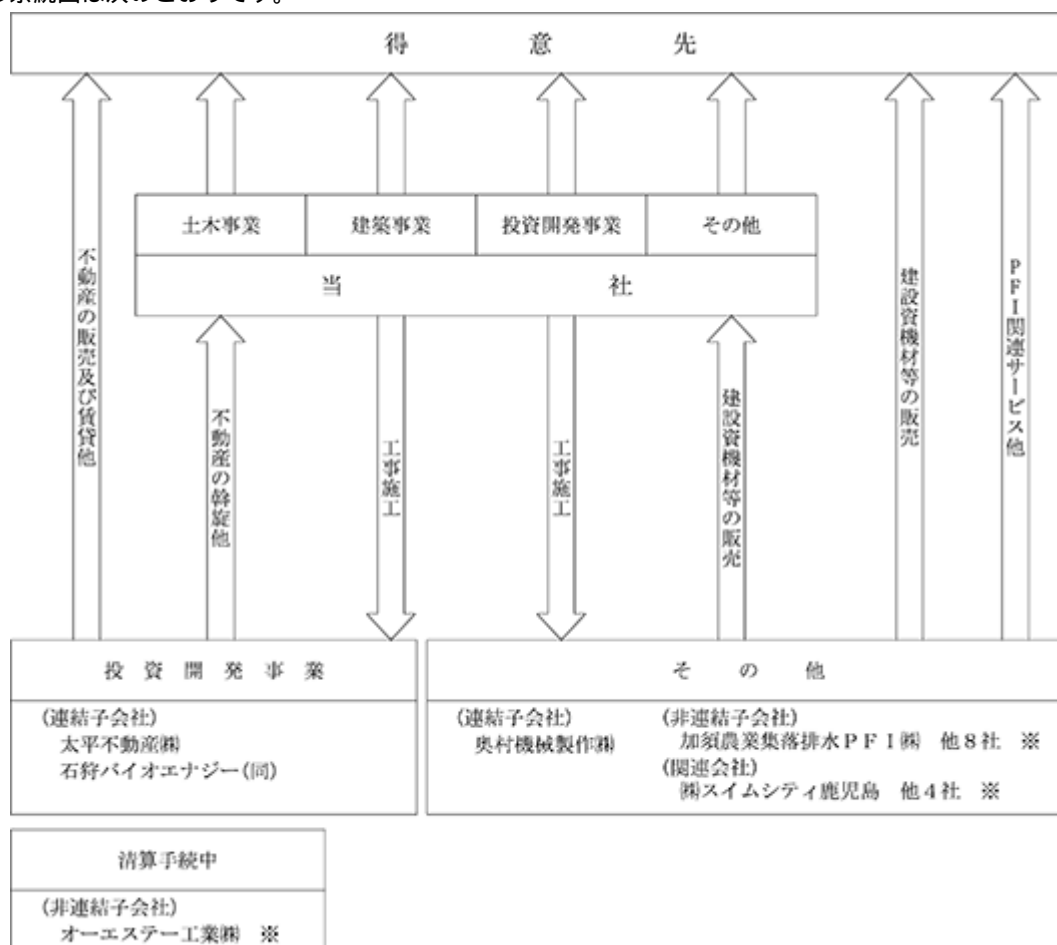 の系統図は次のとおりです。
得意先
土木事業
建築事業
投資開発事業
その他
当社
不動産の販売及び賃貸他
不動産の斡旋他
工事施工
工事施工
建設資機材等の販売
建設資機材等の販売
PFI関連サービス他
投資開発事業
(連結子会社)
太平不動産㈱
石狩バイオエナジー(同)
その他
(連結子会社)
奥村機械製作㈱
(非連結子会社)
加須農業集落排水PFI㈱ 他8社 ※
(関連会社)
㈱スイムシティ鹿児島 他4社 ※
清算手続中
(非連結子会社)
オーエステー工業㈱ ※